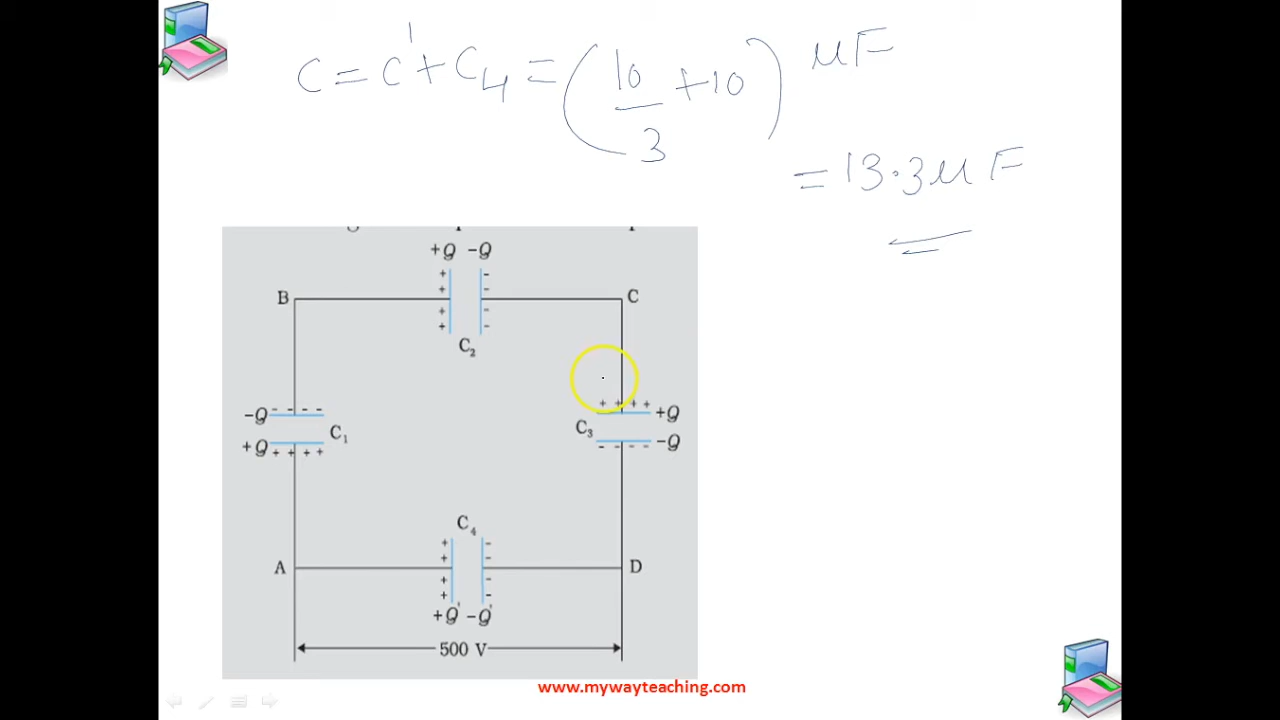 C = C' + C4 = (10/3 + 10) μF
= 13.3 μF
+Q -Q
B
C
C2
-Q
+Q
C1
C3
+Q
-Q
C4
A
D
+Q' -Q'
500 V
www.mywayteaching.com